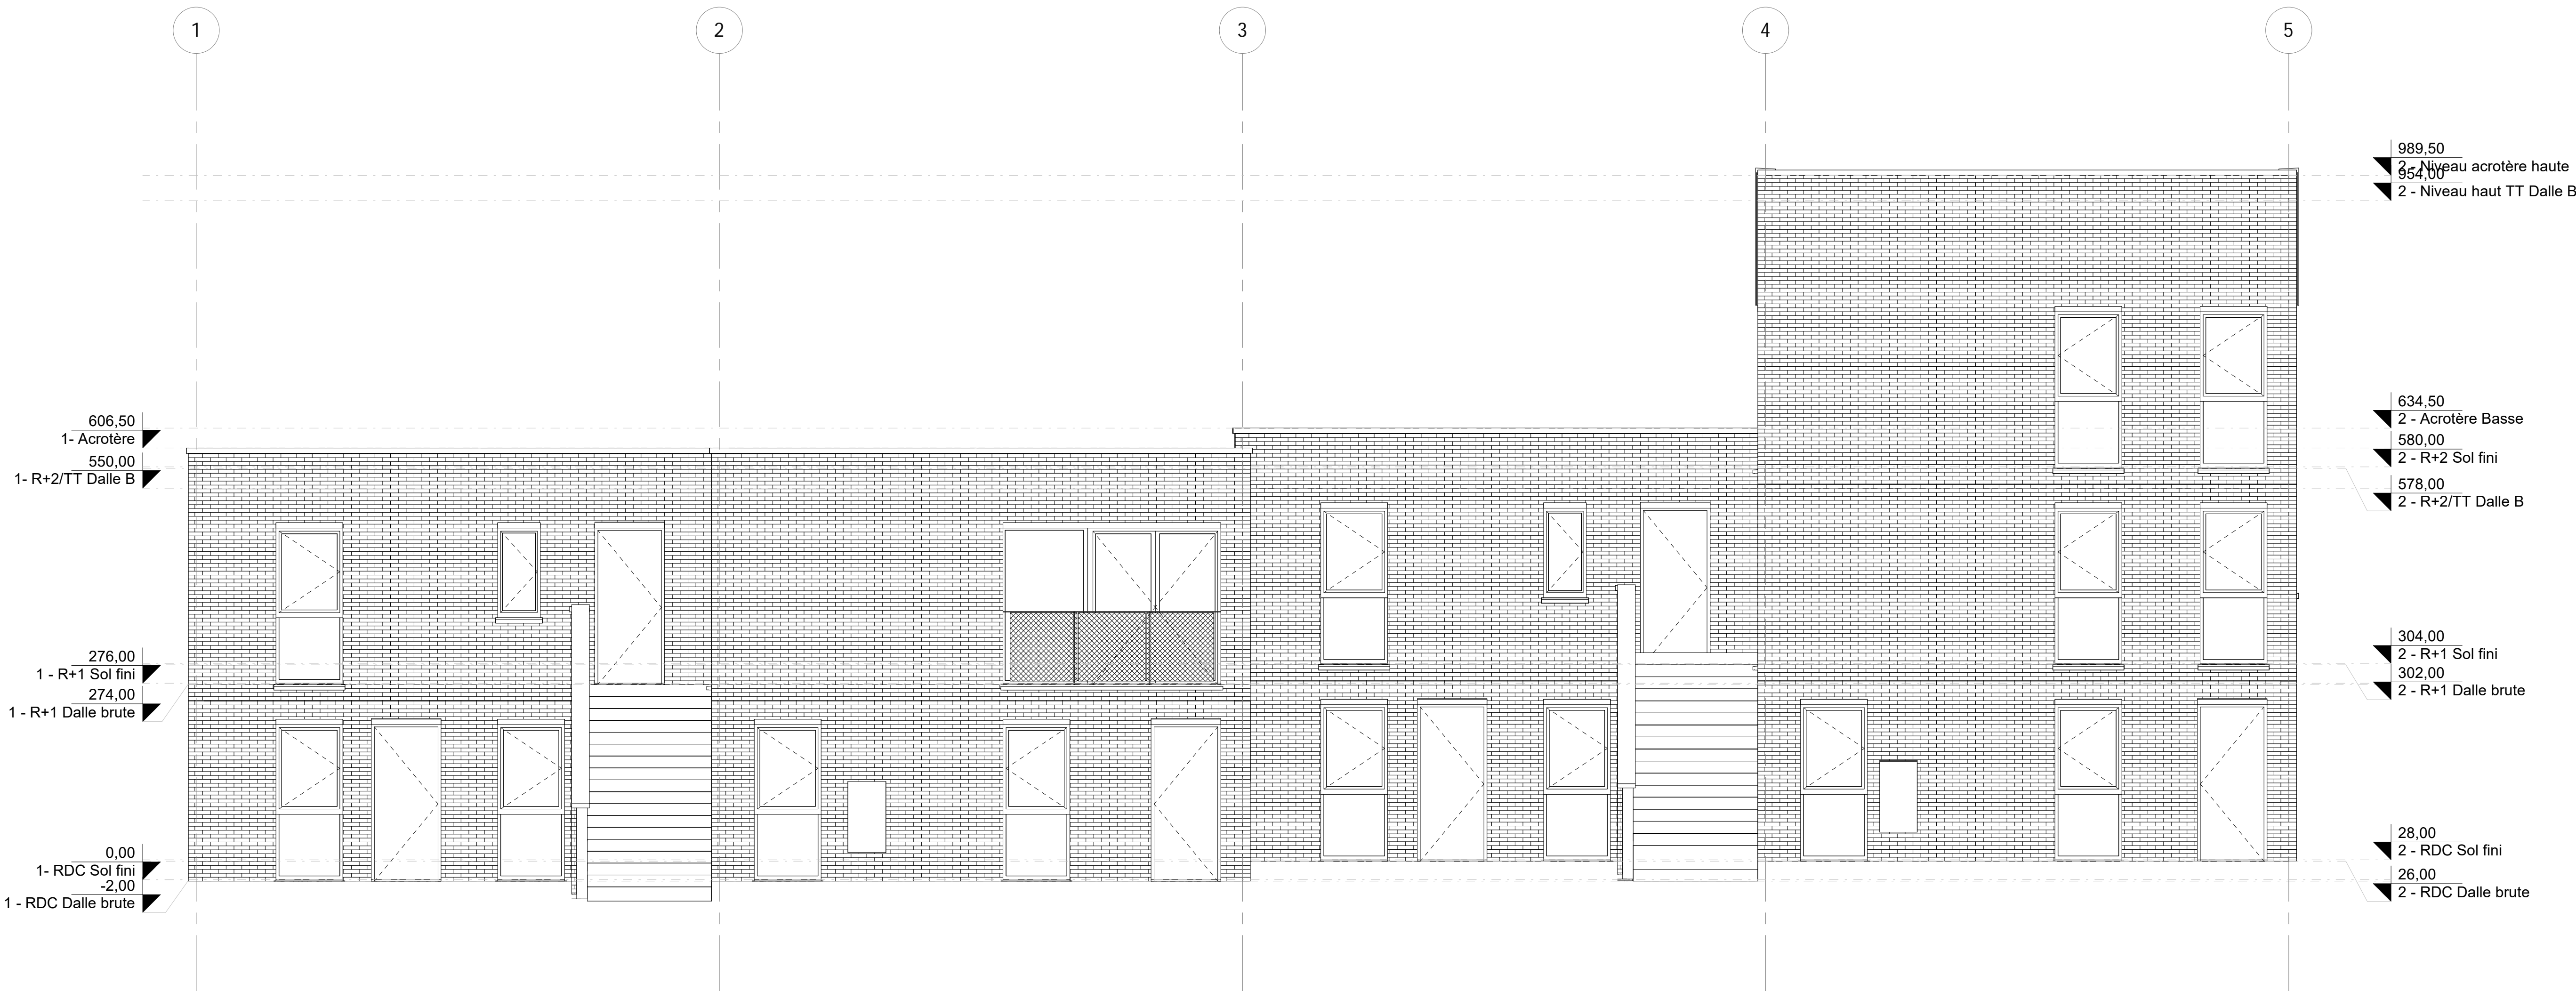 1
2
3
4
5
989,50
2 - Niveau acrotère haute
954,00
2 - Niveau haut TT Dalle B
606,50
1- Acrotère
550,00
1- R+2/TT Dalle B
634,50
2 - Acrotère Basse
580,00
2 - R+2 Sol fini
578,00
2 - R+2/TT Dalle B
276,00
1 - R+1 Sol fini
274,00
1 - R+1 Dalle brute
304,00
2 - R+1 Sol fini
302,00
2 - R+1 Dalle brute
0,00
1- RDC Sol fini
-2,00
1 - RDC Dalle brute
28,00
2 - RDC Sol fini
26,00
2 - RDC Dalle brute